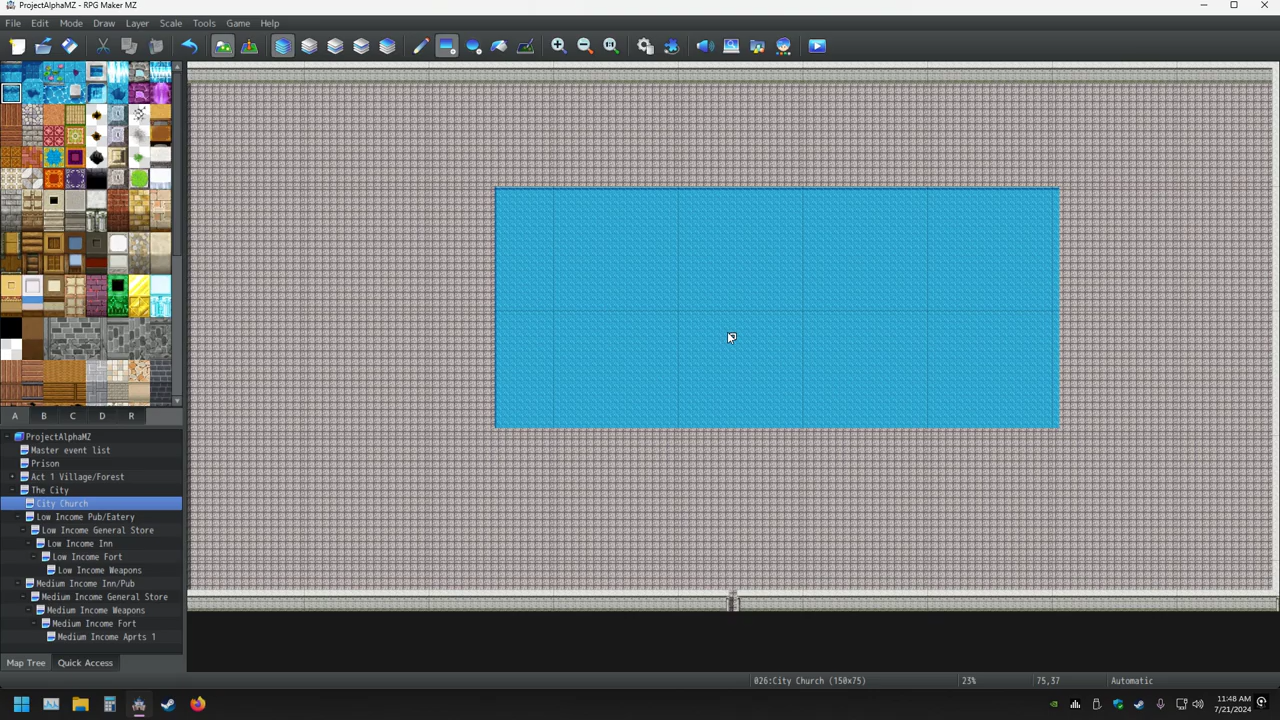 ProjectAlphaMZ - RPG Maker MZ
File Edit Mode Draw Layer Scale Tools Game Help
A B C D R
ProjectAlphaMZ
Master event list
Prison
Act 1 Village/Forest
The City
City Church
Low Income Pub/Eatery
Low Income General Store
Low Income Inn
Low Income Fort
Low Income Weapons
Medium Income Inn/Pub
Medium Income General Store
Medium Income Weapons
Medium Income Fort
Medium Income Aprts 1
Map Tree Quick Access
026:City Church (150x75) 23% 75,37 Automatic
11:48 AM
7/21/2024